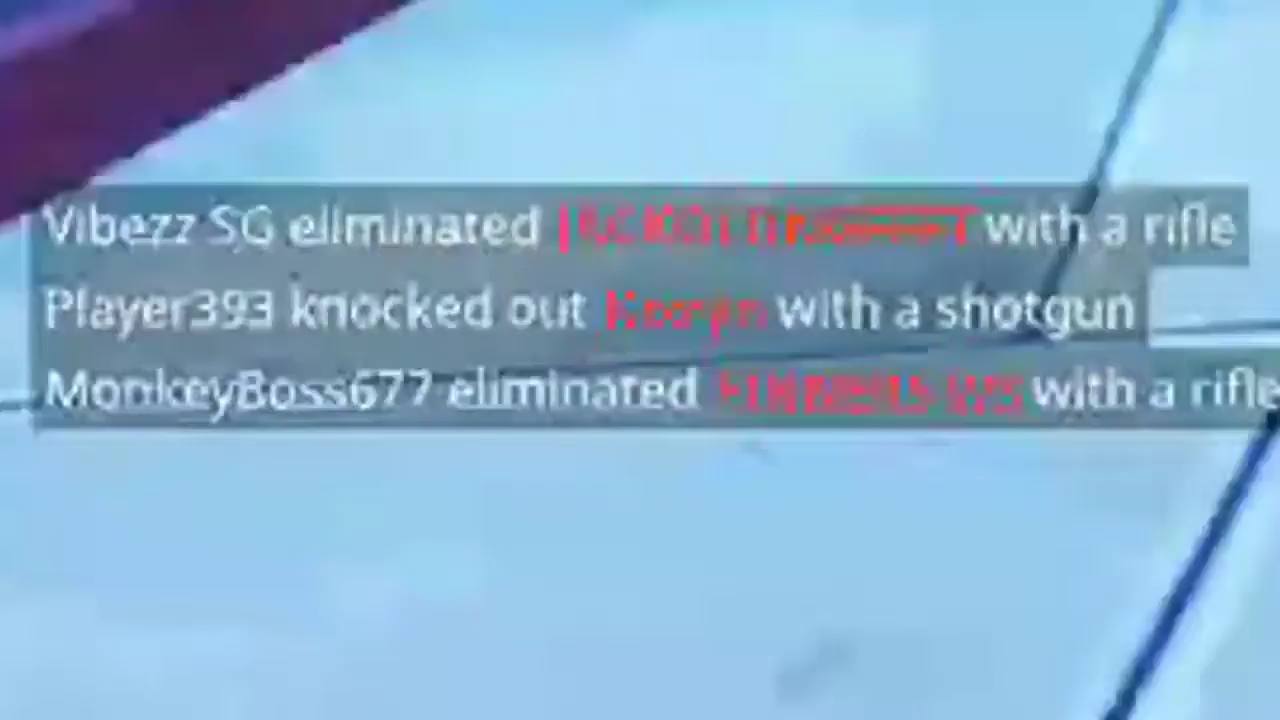 Vibezz SG eliminated with a rifle
Player393 knocked out with a shotgun
MonkeyBoss677 eliminated with a rifle